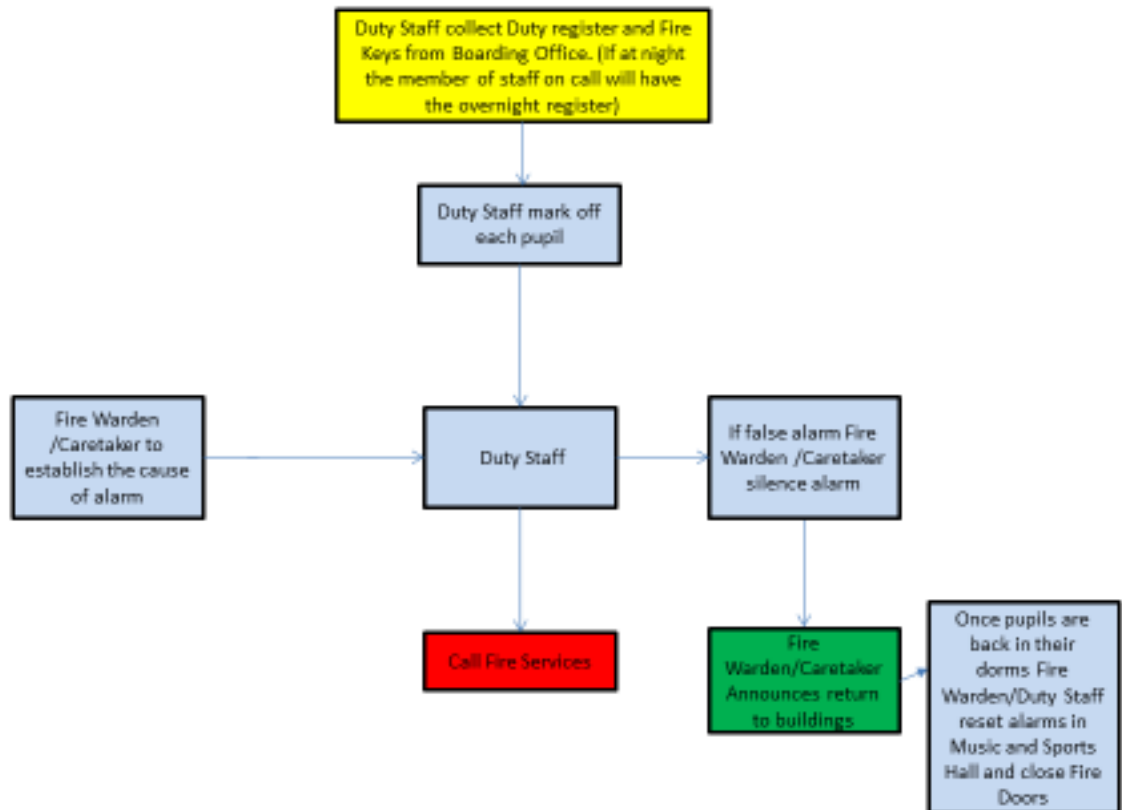 Duty Staff collect Duty register and Fire
Keys from Boarding Office. (If at night
the member of staff on call will have
the overnight register)
Duty Staff mark off
each pupil
Fire Warden
/Caretaker to
establish the cause
of alarm
Duty Staff
If false alarm Fire
Warden /Caretaker
silence alarm
Call Fire Services
Fire
Warden/Caretaker
Announces return
to buildings
Once pupils are
back in their
dorms Fire
Warden/Duty Staff
reset alarms in
Music and Sports
Hall and close Fire
Doors